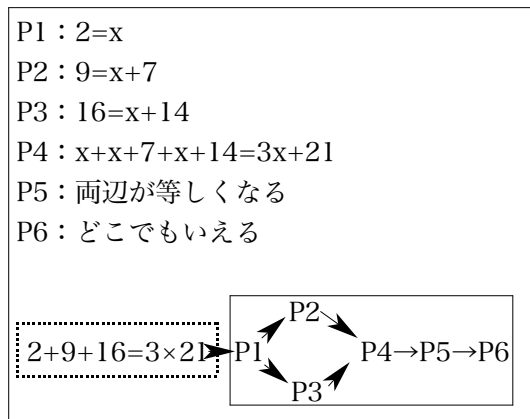 P1：2=x
P2：9=x+7
P3：16=x+14
P4：x+x+7+x+14=3x+21
P5：両辺が等しくなる
P6：どこでもいえる
P2
2+9+16=3×21 P1 P4→P5→P6
P3